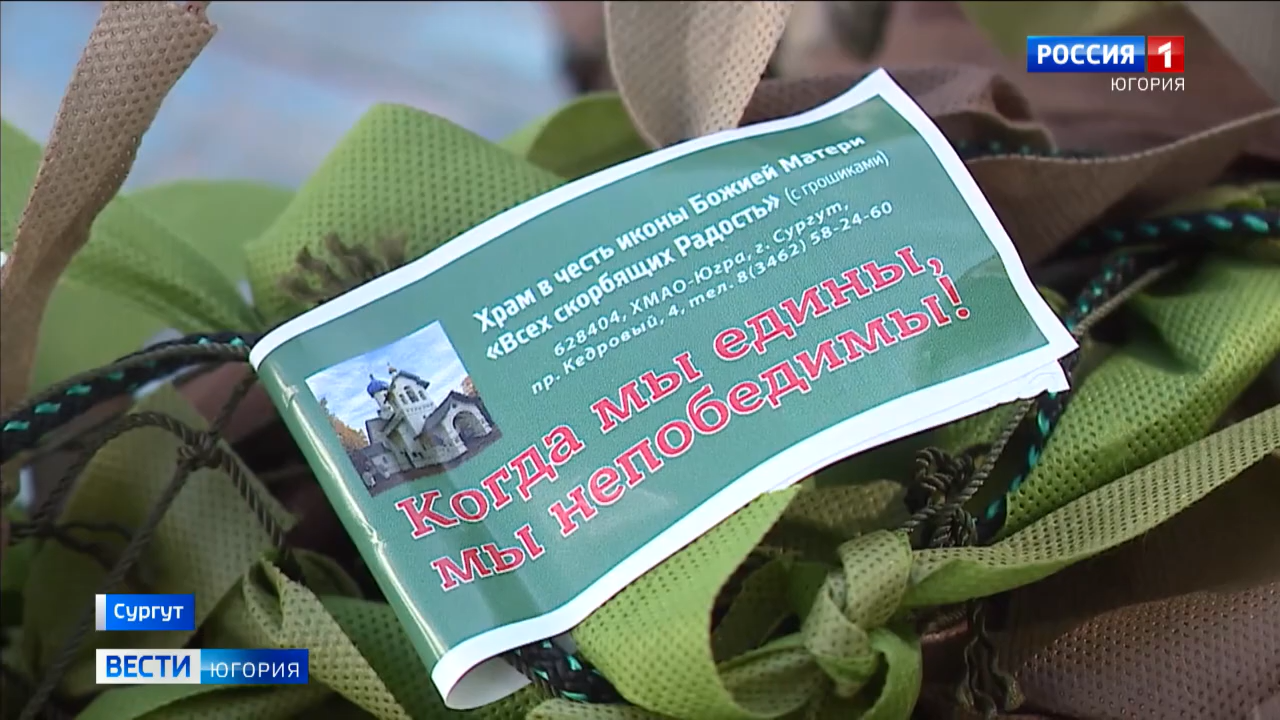 РОССИЯ 1
ЮГОРИЯ
Храм в честь иконы Божией Матери
«Всех скорбящих Радость» (с грошиками)
628404, ХМАО-Югра, г. Сургут,
пр. Кедровый, 4, тел. 8(3462) 58-24-60
Когда мы едины,
мы непобедимы!
Сургут
ВЕСТИ ЮГОРИЯ